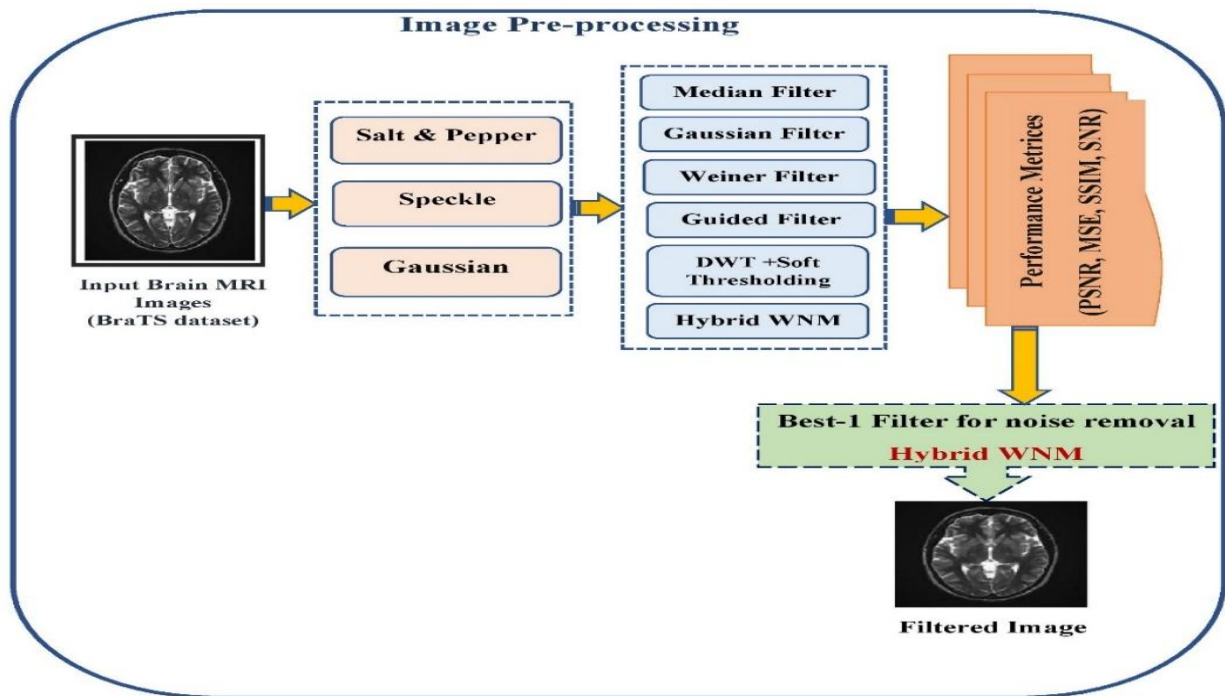 Image Pre-processing
Input Brain MRI
Images
(BraTS dataset)
Salt & Pepper
Speckle
Gaussian
Median Filter
Gaussian Filter
Weiner Filter
Guided Filter
DWT +Soft
Thresholding
Hybrid WNM
Performance Metrices
(PSNR, MSE, SSIM, SNR)
Best-1 Filter for noise removal
Hybrid WNM
Filtered Image